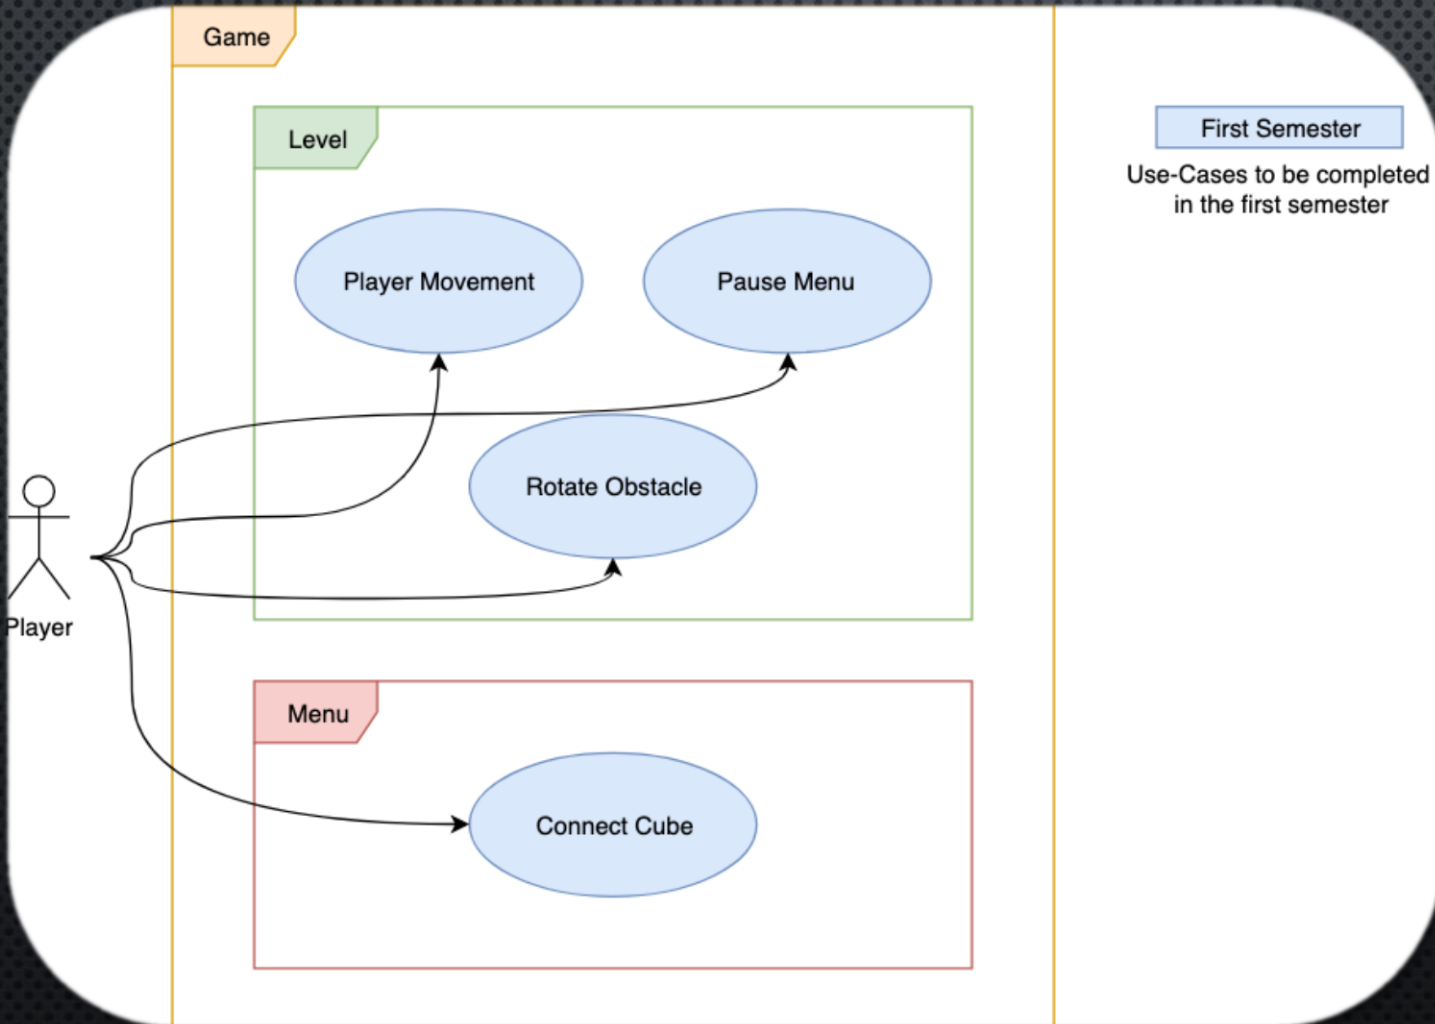 Game
Level
First Semester
Use-Cases to be completed
in the first semester
Player Movement
Pause Menu
Rotate Obstacle
Player
Menu
Connect Cube